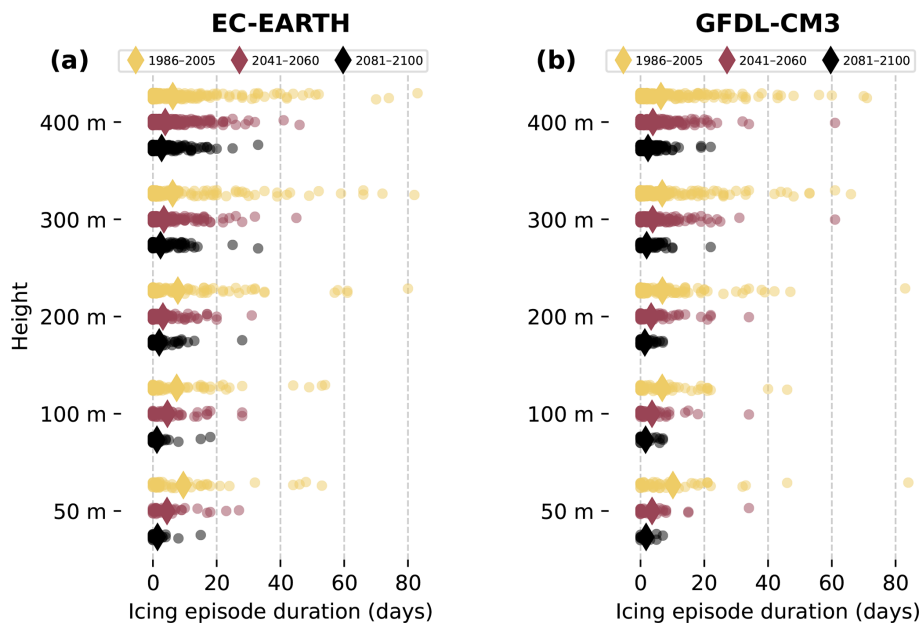 EC-EARTH
(a)
1986–2005 2041–2060 2081–2100
400 m
300 m
200 m
100 m
50 m
Height
0 20 40 60 80
Icing episode duration (days)
GFDL-CM3
(b)
1986–2005 2041–2060 2081–2100
400 m
300 m
200 m
100 m
50 m
0 20 40 60 80
Icing episode duration (days)